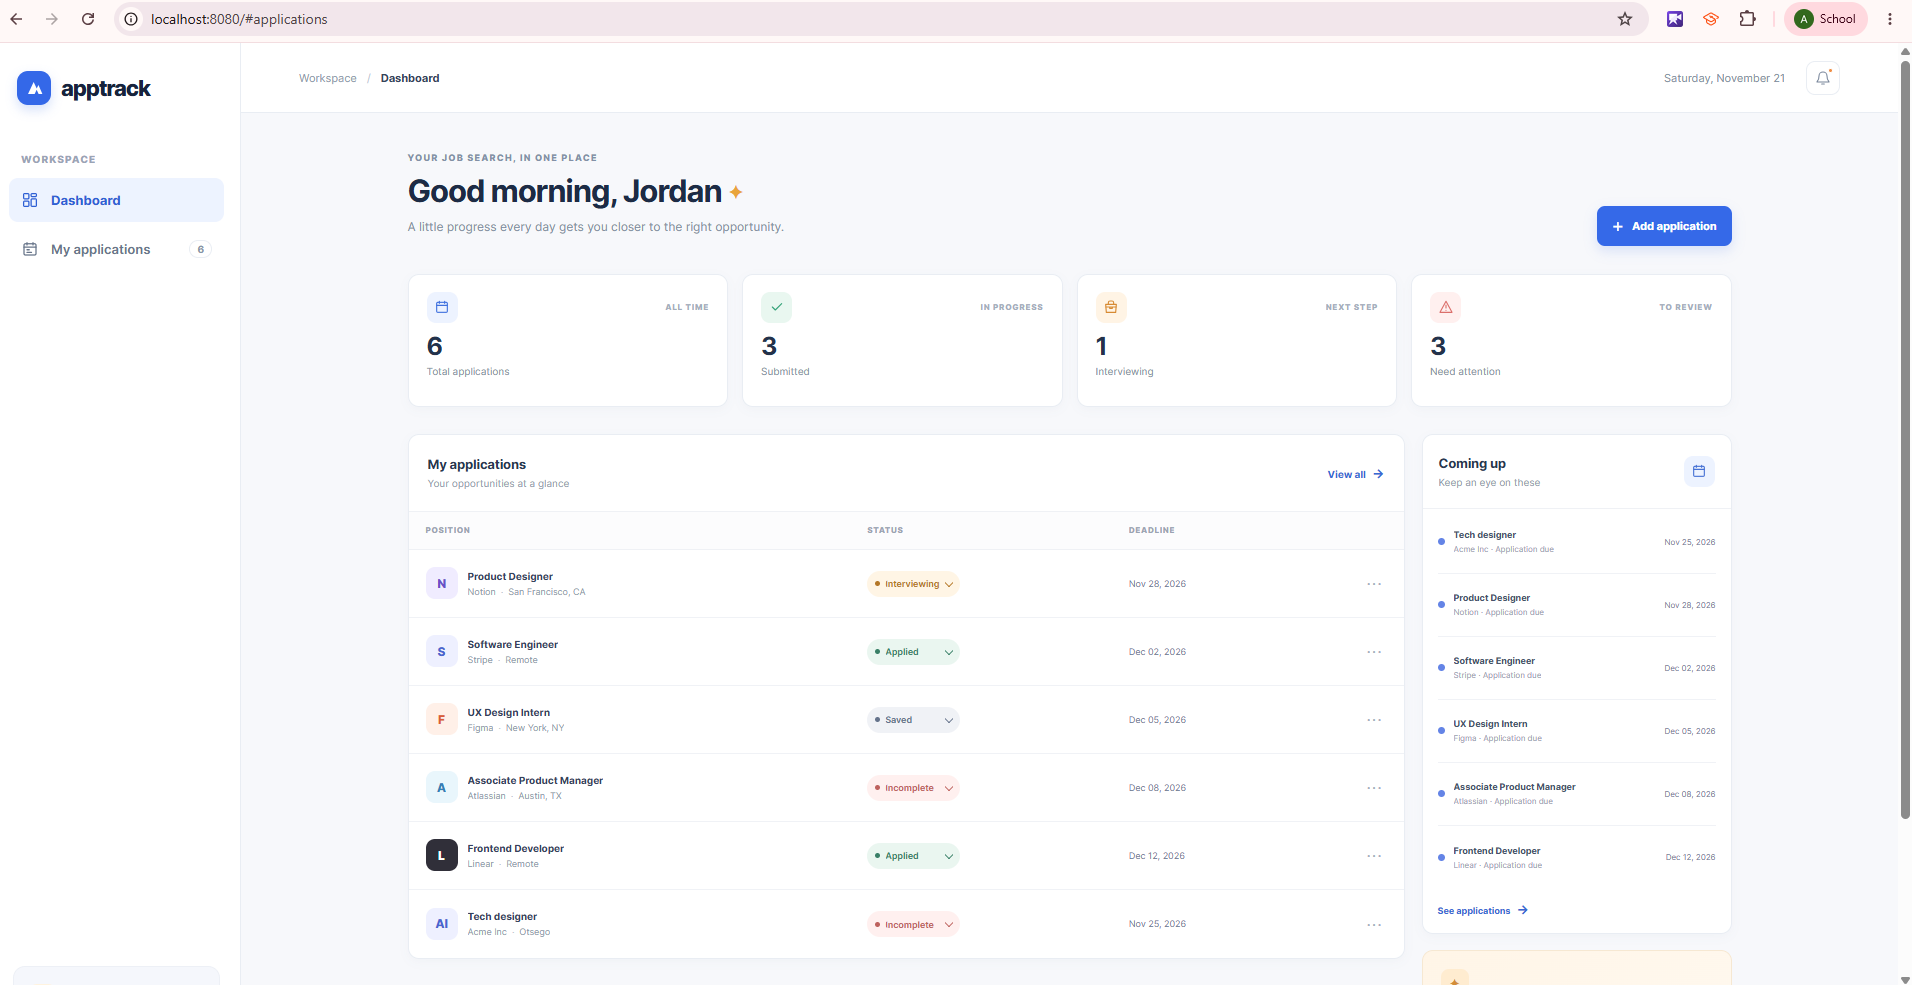 localhost:8080/#applications
A School
apptrack
Workspace / Dashboard
Saturday, November 21
WORKSPACE
Dashboard
My applications 6
YOUR JOB SEARCH, IN ONE PLACE
Good morning, Jordan
A little progress every day gets you closer to the right opportunity.
+ Add application
ALL TIME
6
Total applications
IN PROGRESS
3
Submitted
NEXT STEP
1
Interviewing
TO REVIEW
3
Need attention
My applications
Your opportunities at a glance
View all →
POSITION STATUS DEADLINE
N Product Designer Interviewing Nov 28, 2026 ...
Notion · San Francisco, CA
S Software Engineer Applied Dec 02, 2026 ...
Stripe · Remote
F UX Design Intern Saved Dec 05, 2026 ...
Figma · New York, NY
A Associate Product Manager Incomplete Dec 08, 2026 ...
Atlassian · Austin, TX
L Frontend Developer Applied Dec 12, 2026 ...
Linear · Remote
AI Tech designer Incomplete Nov 25, 2026 ...
Acme Inc · Otsego
Coming up
Keep an eye on these
Tech designer
Acme Inc · Application due Nov 25, 2026
Product Designer
Notion · Application due Nov 28, 2026
Software Engineer
Stripe · Application due Dec 02, 2026
UX Design Intern
Figma · Application due Dec 05, 2026
Associate Product Manager
Atlassian · Application due Dec 08, 2026
Frontend Developer
Linear · Application due Dec 12, 2026
See applications →